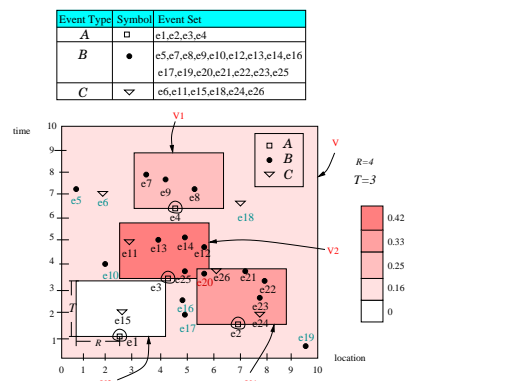 Event Type Symbol Event Set
A e1,e2,e3,e4
B e5,e7,e8,e9,e10,e12,e13,e14,e16
e17,e19,e20,e21,e22,e23,e25
C e6,e11,e15,e18,e24,e26
V1
time
10
9
8
7
6
5
4
3
2
1
0 1 2 3 4 5 6 7 8 9 10
location
A
B
C
V
R=4
T=3
e7
e9
e8
e5
e6
e4
e18
e11
e13
e14
e12
V2
e10
e3
e25
e20
e26
e21
e22
T
e15
e16
e17
e23
e24
R
e1
e2
e19
0.42
0.33
0.25
0.16
0